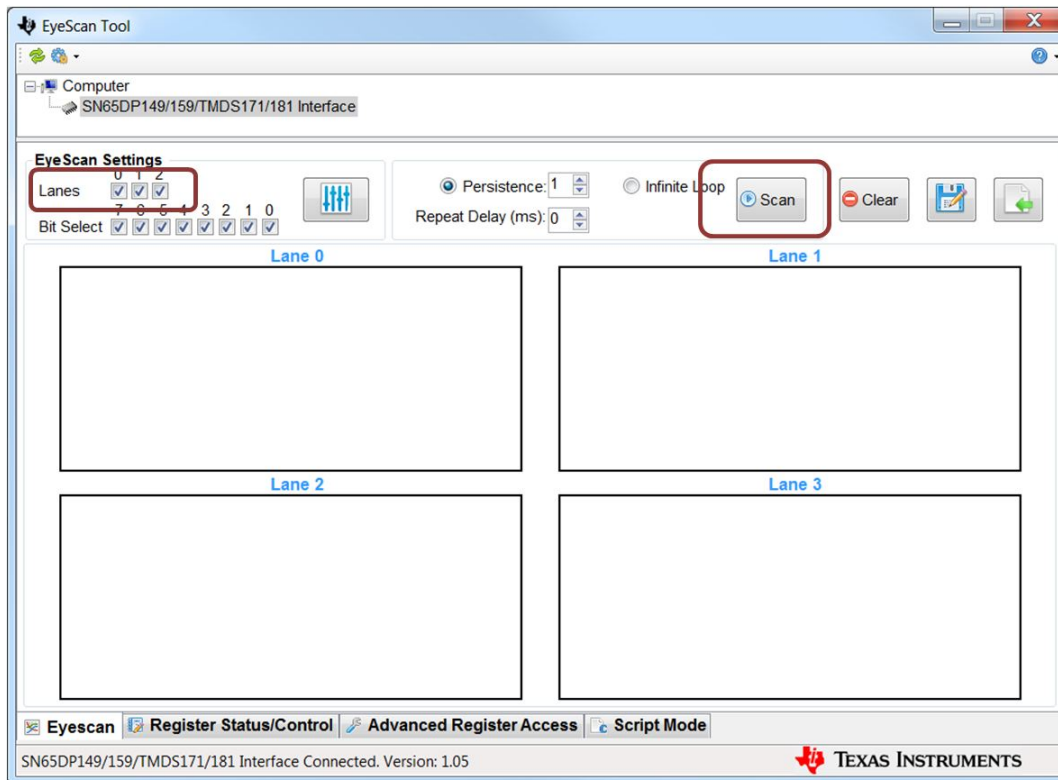 EyeScan Tool
Computer
SN65DP149/159/TMDS171/181 Interface
EyeScan Settings
0 1 2
Lanes
7 6 5 4 3 2 1 0
Bit Select
Persistence: 1
Infinite Loop
Repeat Delay (ms): 0
Scan
Clear
Lane 0
Lane 1
Lane 2
Lane 3
Eyescan
Register Status/Control
Advanced Register Access
Script Mode
SN65DP149/159/TMDS171/181 Interface Connected. Version: 1.05
TEXAS INSTRUMENTS